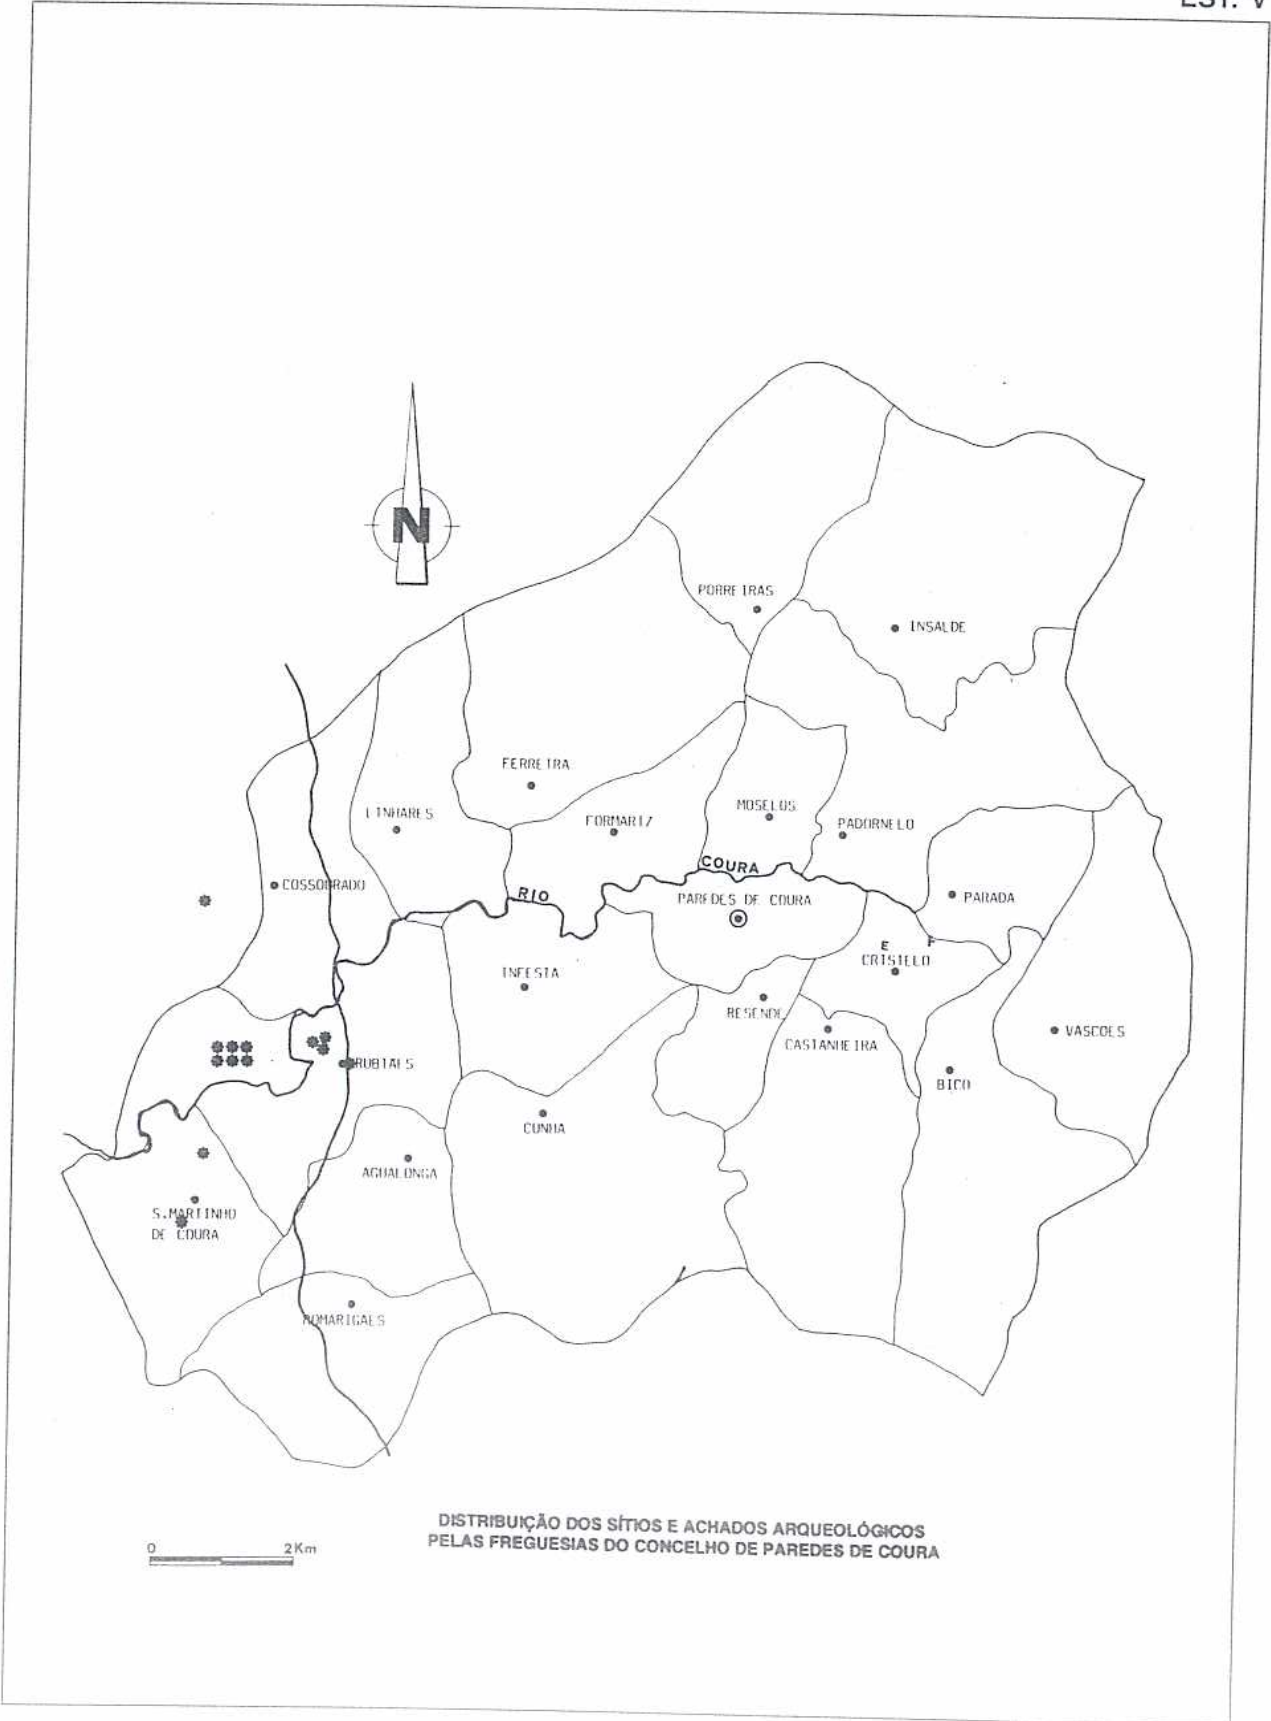 EST. V
N
PORREIRAS
INSALDE
FERREIRA
LINHARES
FORMARIZ
MOSELOS
PADORNELO
COURA
COSSOURADO
RIO
PAREDES DE COURA
PARADA
E F
CRISTELO
INFESTA
RESENDE
VASCOES
CASTANHEIRA
RUBIAES
BICO
CUNHA
AGUALONGA
S.MARTINHO
DE COURA
ROMARIGAES
DISTRIBUIÇÃO DOS SÍTIOS E ACHADOS ARQUEOLÓGICOS
PELAS FREGUESIAS DO CONCELHO DE PAREDES DE COURA
0 2Km